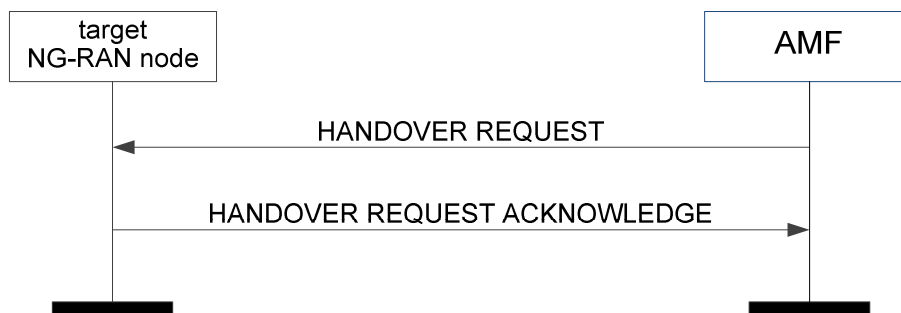 target
NG-RAN node
AMF
HANDOVER REQUEST
HANDOVER REQUEST ACKNOWLEDGE